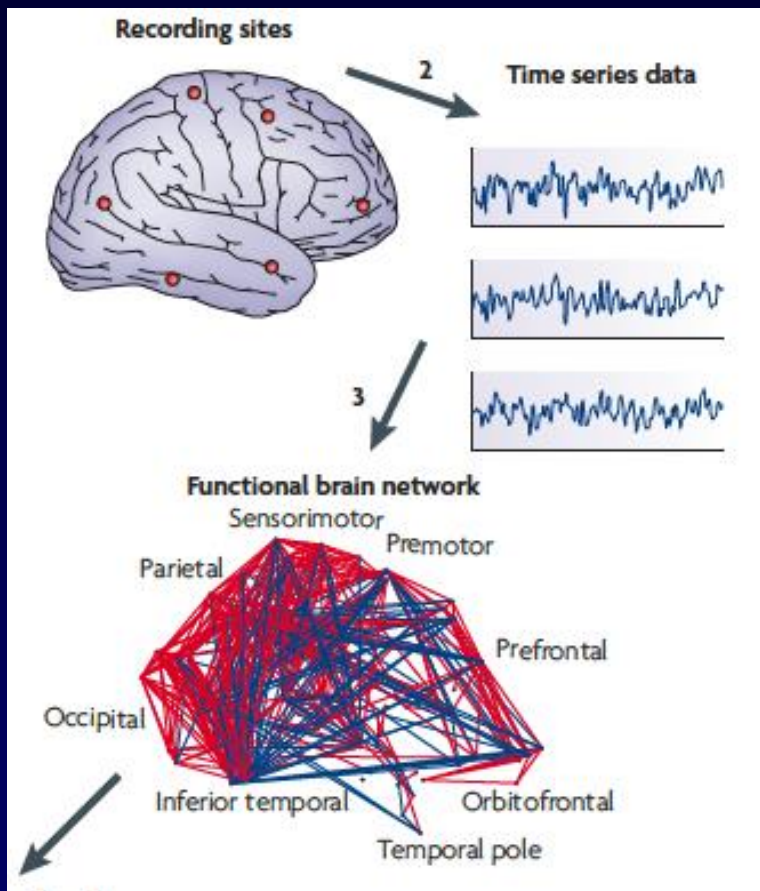 Recording sites
2
Time series data
3
Functional brain network
Sensorimotor
Premotor
Parietal
Prefrontal
Occipital
Inferior temporal
Orbitofrontal
Temporal pole